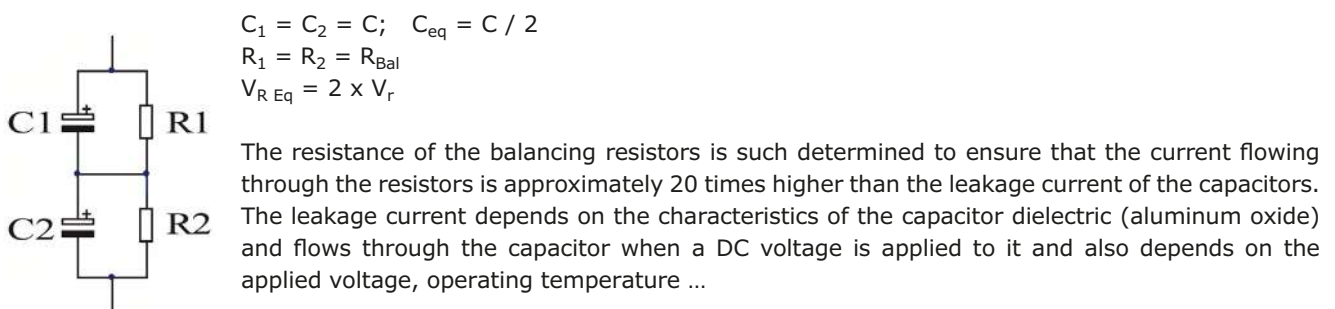 C₁ = C₂ = C; C_eq = C / 2
R₁ = R₂ = R_Bal
V_R Eq = 2 x V_r
C1
R1
C2
R2
The resistance of the balancing resistors is such determined to ensure that the current flowing
through the resistors is approximately 20 times higher than the leakage current of the capacitors.
The leakage current depends on the characteristics of the capacitor dielectric (aluminum oxide)
and flows through the capacitor when a DC voltage is applied to it and also depends on the
applied voltage, operating temperature …